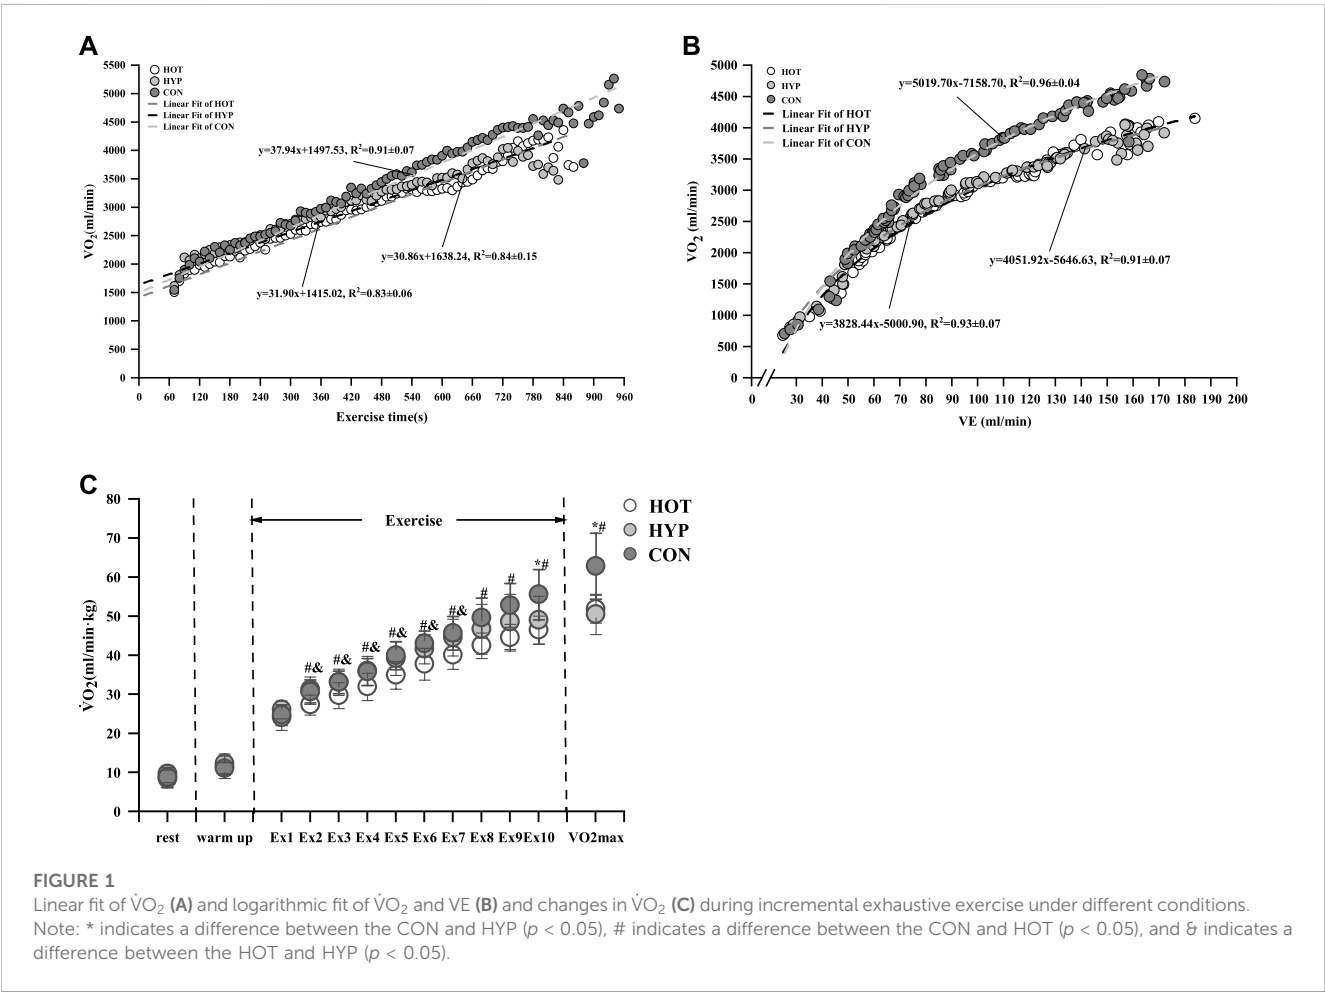 A
5500
5000
4500
4000
3500
3000
2500
2000
1500
1000
500
0
VO2(ml/min)
HOT
HYP
CON
Linear Fit of HOT
Linear Fit of HYP
Linear Fit of CON
y=37.94x+1497.53, R2=0.91±0.07
y=30.86x+1638.24, R2=0.84±0.15
y=31.90x+1415.02, R2=0.83±0.06
0 60 120 180 240 300 360 420 480 540 600 660 720 780 840 900 960
Exercise time(s)
B
5000
4500
4000
3500
3000
2500
2000
1500
1000
500
0
VO2 (ml/min)
HOT
HYP
CON
Linear Fit of HOT
Linear Fit of HYP
Linear Fit of CON
y=5019.70x-7158.70, R2=0.96±0.04
y=4051.92x-5646.63, R2=0.91±0.07
y=3828.44x-5000.90, R2=0.93±0.07
0 30 40 50 60 70 80 90 100 110 120 130 140 150 160 170 180 190 200
VE (ml/min)
C
80
70
60
50
40
30
20
10
0
V̇O2(ml/min·kg)
Exercise
HOT
HYP
CON
#&
#&
#&
#&
#&
#&
#
#
*#
*#
rest warm up Ex1 Ex2 Ex3 Ex4 Ex5 Ex6 Ex7 Ex8 Ex9 Ex10 VO2max
FIGURE 1
Linear fit of V̇O2 (A) and logarithmic fit of V̇O2 and VE (B) and changes in V̇O2 (C) during incremental exhaustive exercise under different conditions.
Note: * indicates a difference between the CON and HYP (p < 0.05), # indicates a difference between the CON and HOT (p < 0.05), and & indicates a
difference between the HOT and HYP (p < 0.05).